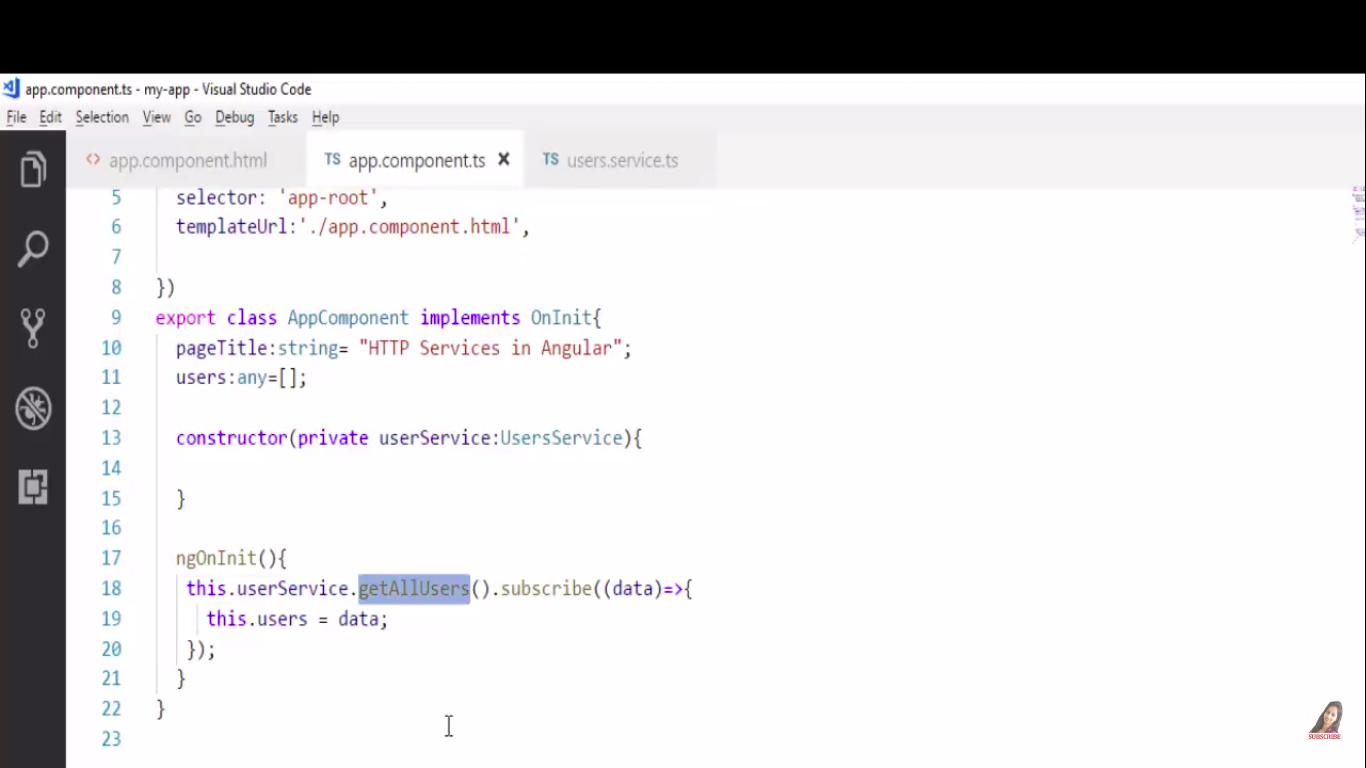 app.component.ts - my-app - Visual Studio Code
File Edit Selection View Go Debug Tasks Help
<> app.component.html TS app.component.ts × TS users.service.ts
5 selector: 'app-root',
6 templateUrl:'./app.component.html',
7
8 })
9 export class AppComponent implements OnInit{
10 pageTitle:string= "HTTP Services in Angular";
11 users:any=[];
12
13 constructor(private userService:UsersService){
14
15 }
16
17 ngOnInit(){
18 this.userService.getAllUsers().subscribe((data)=>{
19 this.users = data;
20 });
21 }
22 }
23
SUBSCRIBE